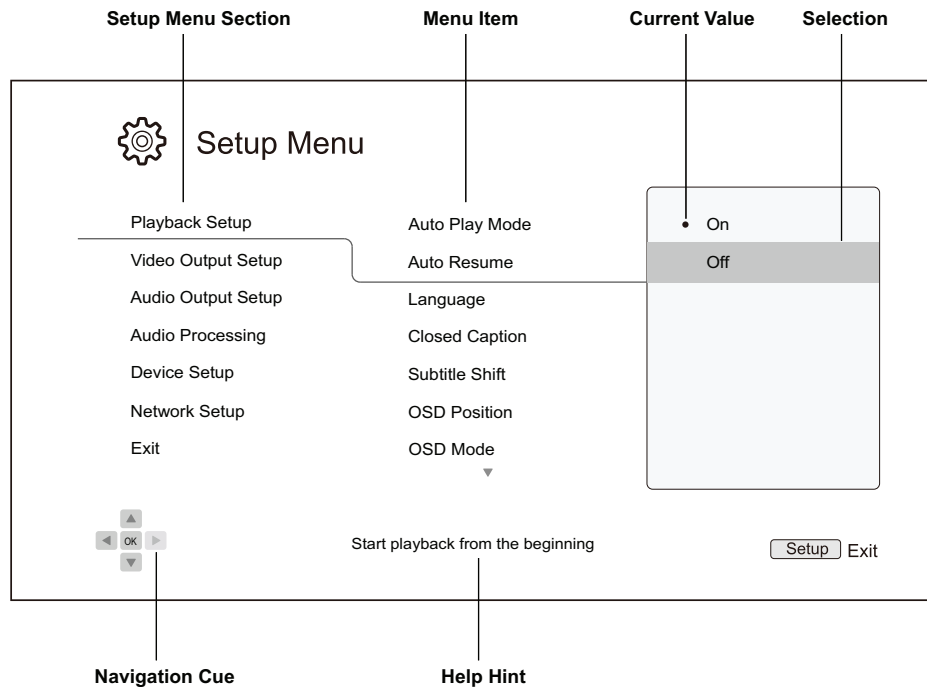 Setup Menu Section Menu Item Current Value Selection
Setup Menu
Playback Setup Auto Play Mode • On
Video Output Setup Auto Resume Off
Audio Output Setup Language
Audio Processing Closed Caption
Device Setup Subtitle Shift
Network Setup OSD Position
Exit OSD Mode
OK Start playback from the beginning Setup Exit
Navigation Cue Help Hint